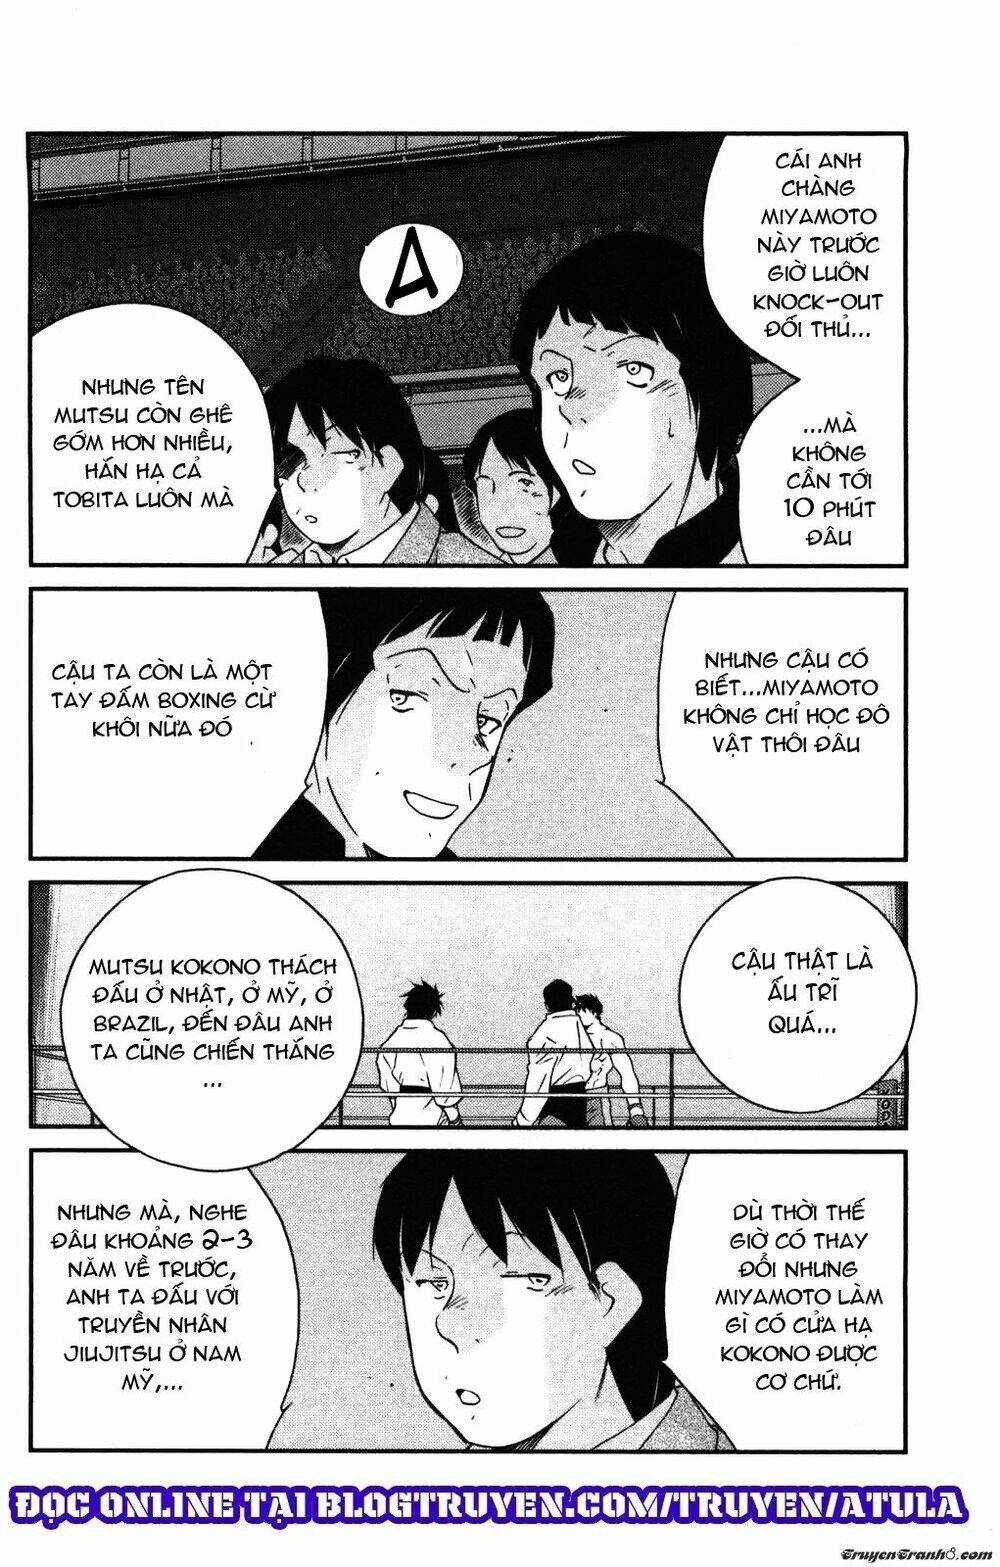 CÁI ANH
CHÀNG
MIYAMOTO
NÀY TRƯỚC
GIỜ LUÔN
KNOCK-OUT
ĐỐI THỦ...
...MÀ
KHÔNG
CẦN TỚI
10 PHÚT
ĐÂU
A
NHƯNG TÊN
MUTSU CÒN GHÊ
GỚM HƠN NHIỀU,
HẮN HẠ CẢ
TOBITA LUÔN MÀ
NHƯNG CẬU CÓ
BIẾT...MIYAMOTO
KHÔNG CHỈ HỌC ĐÔ
VẬT THÔI ĐÂU
CẬU TA CÒN LÀ MỘT
TAY ĐẤM BOXING CỪ
KHÔI NỮA ĐÓ
CẬU THẬT LÀ
ẤU TRĨ
QUÁ...
MUTSU KOKONO THÁCH
ĐẤU Ở NHẬT, Ở MỸ, Ở
BRAZIL, ĐẾN ĐÂU ANH
TA CŨNG CHIẾN THẮNG
...
DÙ THỜI THẾ
GIỜ CÓ THAY
ĐỔI NHƯNG
MIYAMOTO LÀM
GÌ CÓ CỬA HẠ
KOKONO ĐƯỢC
CƠ CHỨ.
NHƯNG MÀ, NGHE
ĐÂU KHOẢNG 2-3
NĂM VỀ TRƯỚC,
ANH TA ĐẤU VỚI
TRUYỀN NHÂN
JIUJITSU Ở NAM
MỸ,...
ĐỌC ONLINE TẠI BLOGTRUYEN.COM/TRUYEN/ATULA
TruyenTranh8.com